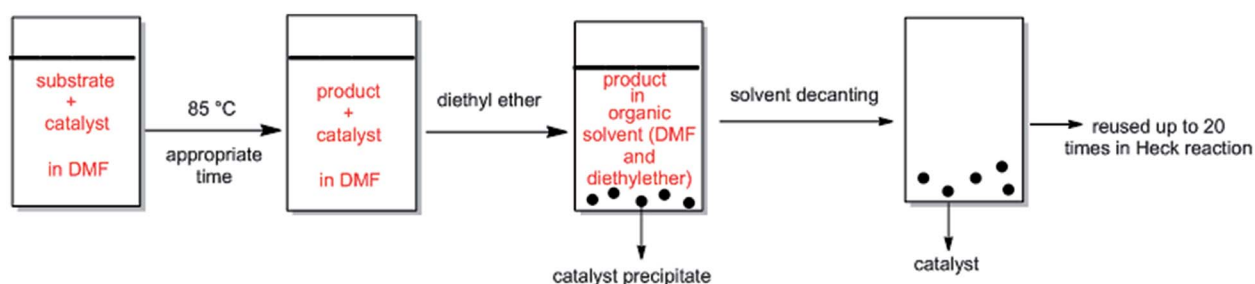 substrate
+
catalyst
in DMF
85 °C
appropriate
time
product
+
catalyst
in DMF
diethyl ether
product
in
organic
solvent (DMF
and
diethylether)
catalyst precipitate
solvent decanting
catalyst
reused up to 20
times in Heck reaction